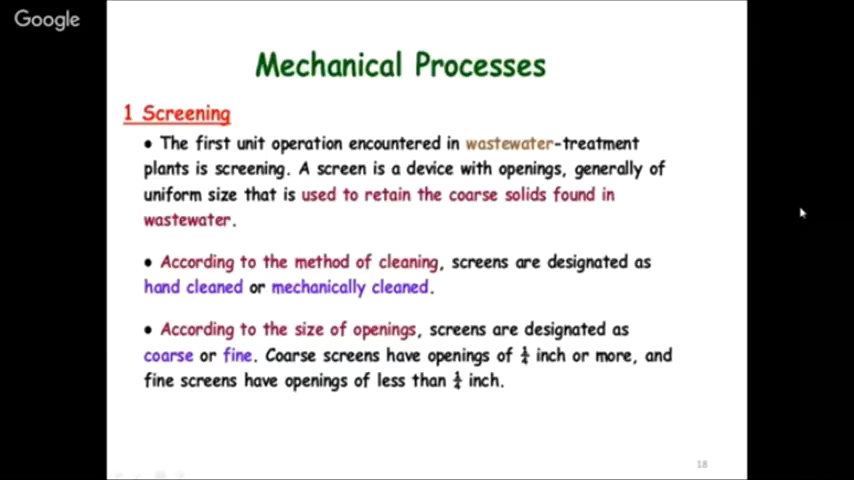 Google
Mechanical Processes
1 Screening
• The first unit operation encountered in wastewater-treatment
plants is screening. A screen is a device with openings, generally of
uniform size that is used to retain the coarse solids found in
wastewater.
• According to the method of cleaning, screens are designated as
hand cleaned or mechanically cleaned.
• According to the size of openings, screens are designated as
coarse or fine. Coarse screens have openings of ¼ inch or more, and
fine screens have openings of less than ¼ inch.
18